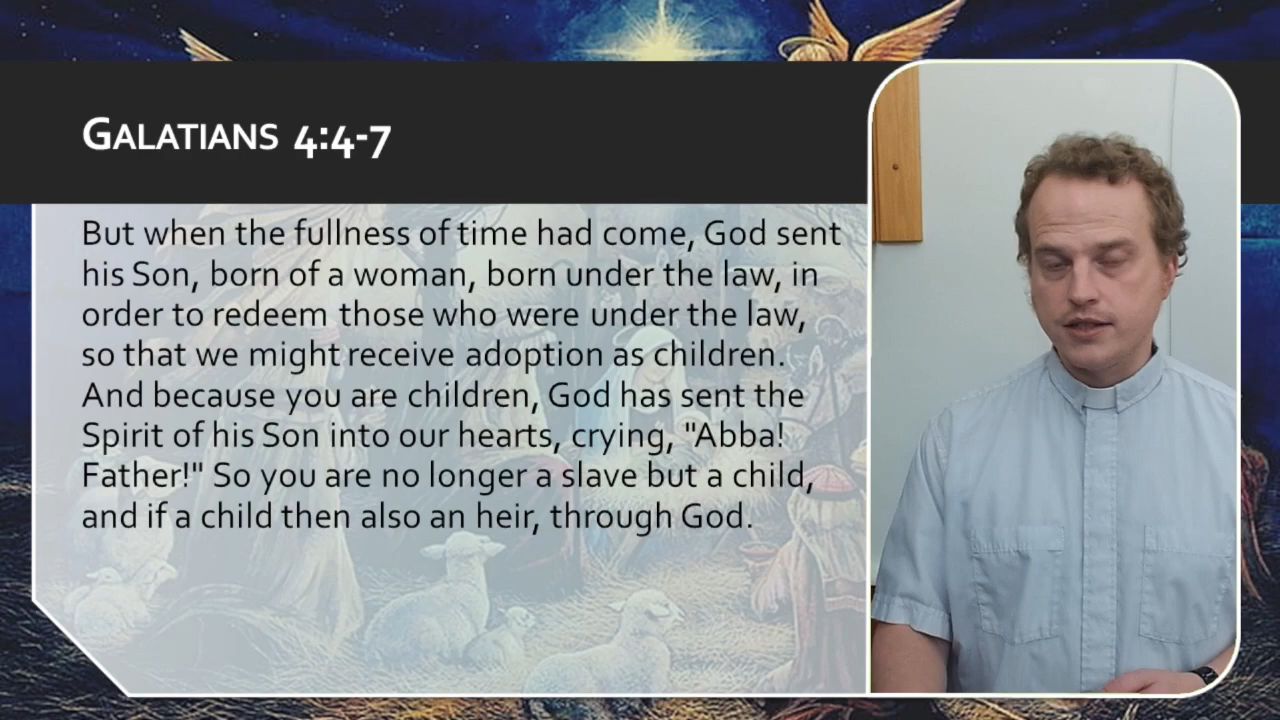 GALATIANS 4:4-7
But when the fullness of time had come, God sent
his Son, born of a woman, born under the law, in
order to redeem those who were under the law,
so that we might receive adoption as children.
And because you are children, God has sent the
Spirit of his Son into our hearts, crying, "Abba!
Father!" So you are no longer a slave but a child,
and if a child then also an heir, through God.